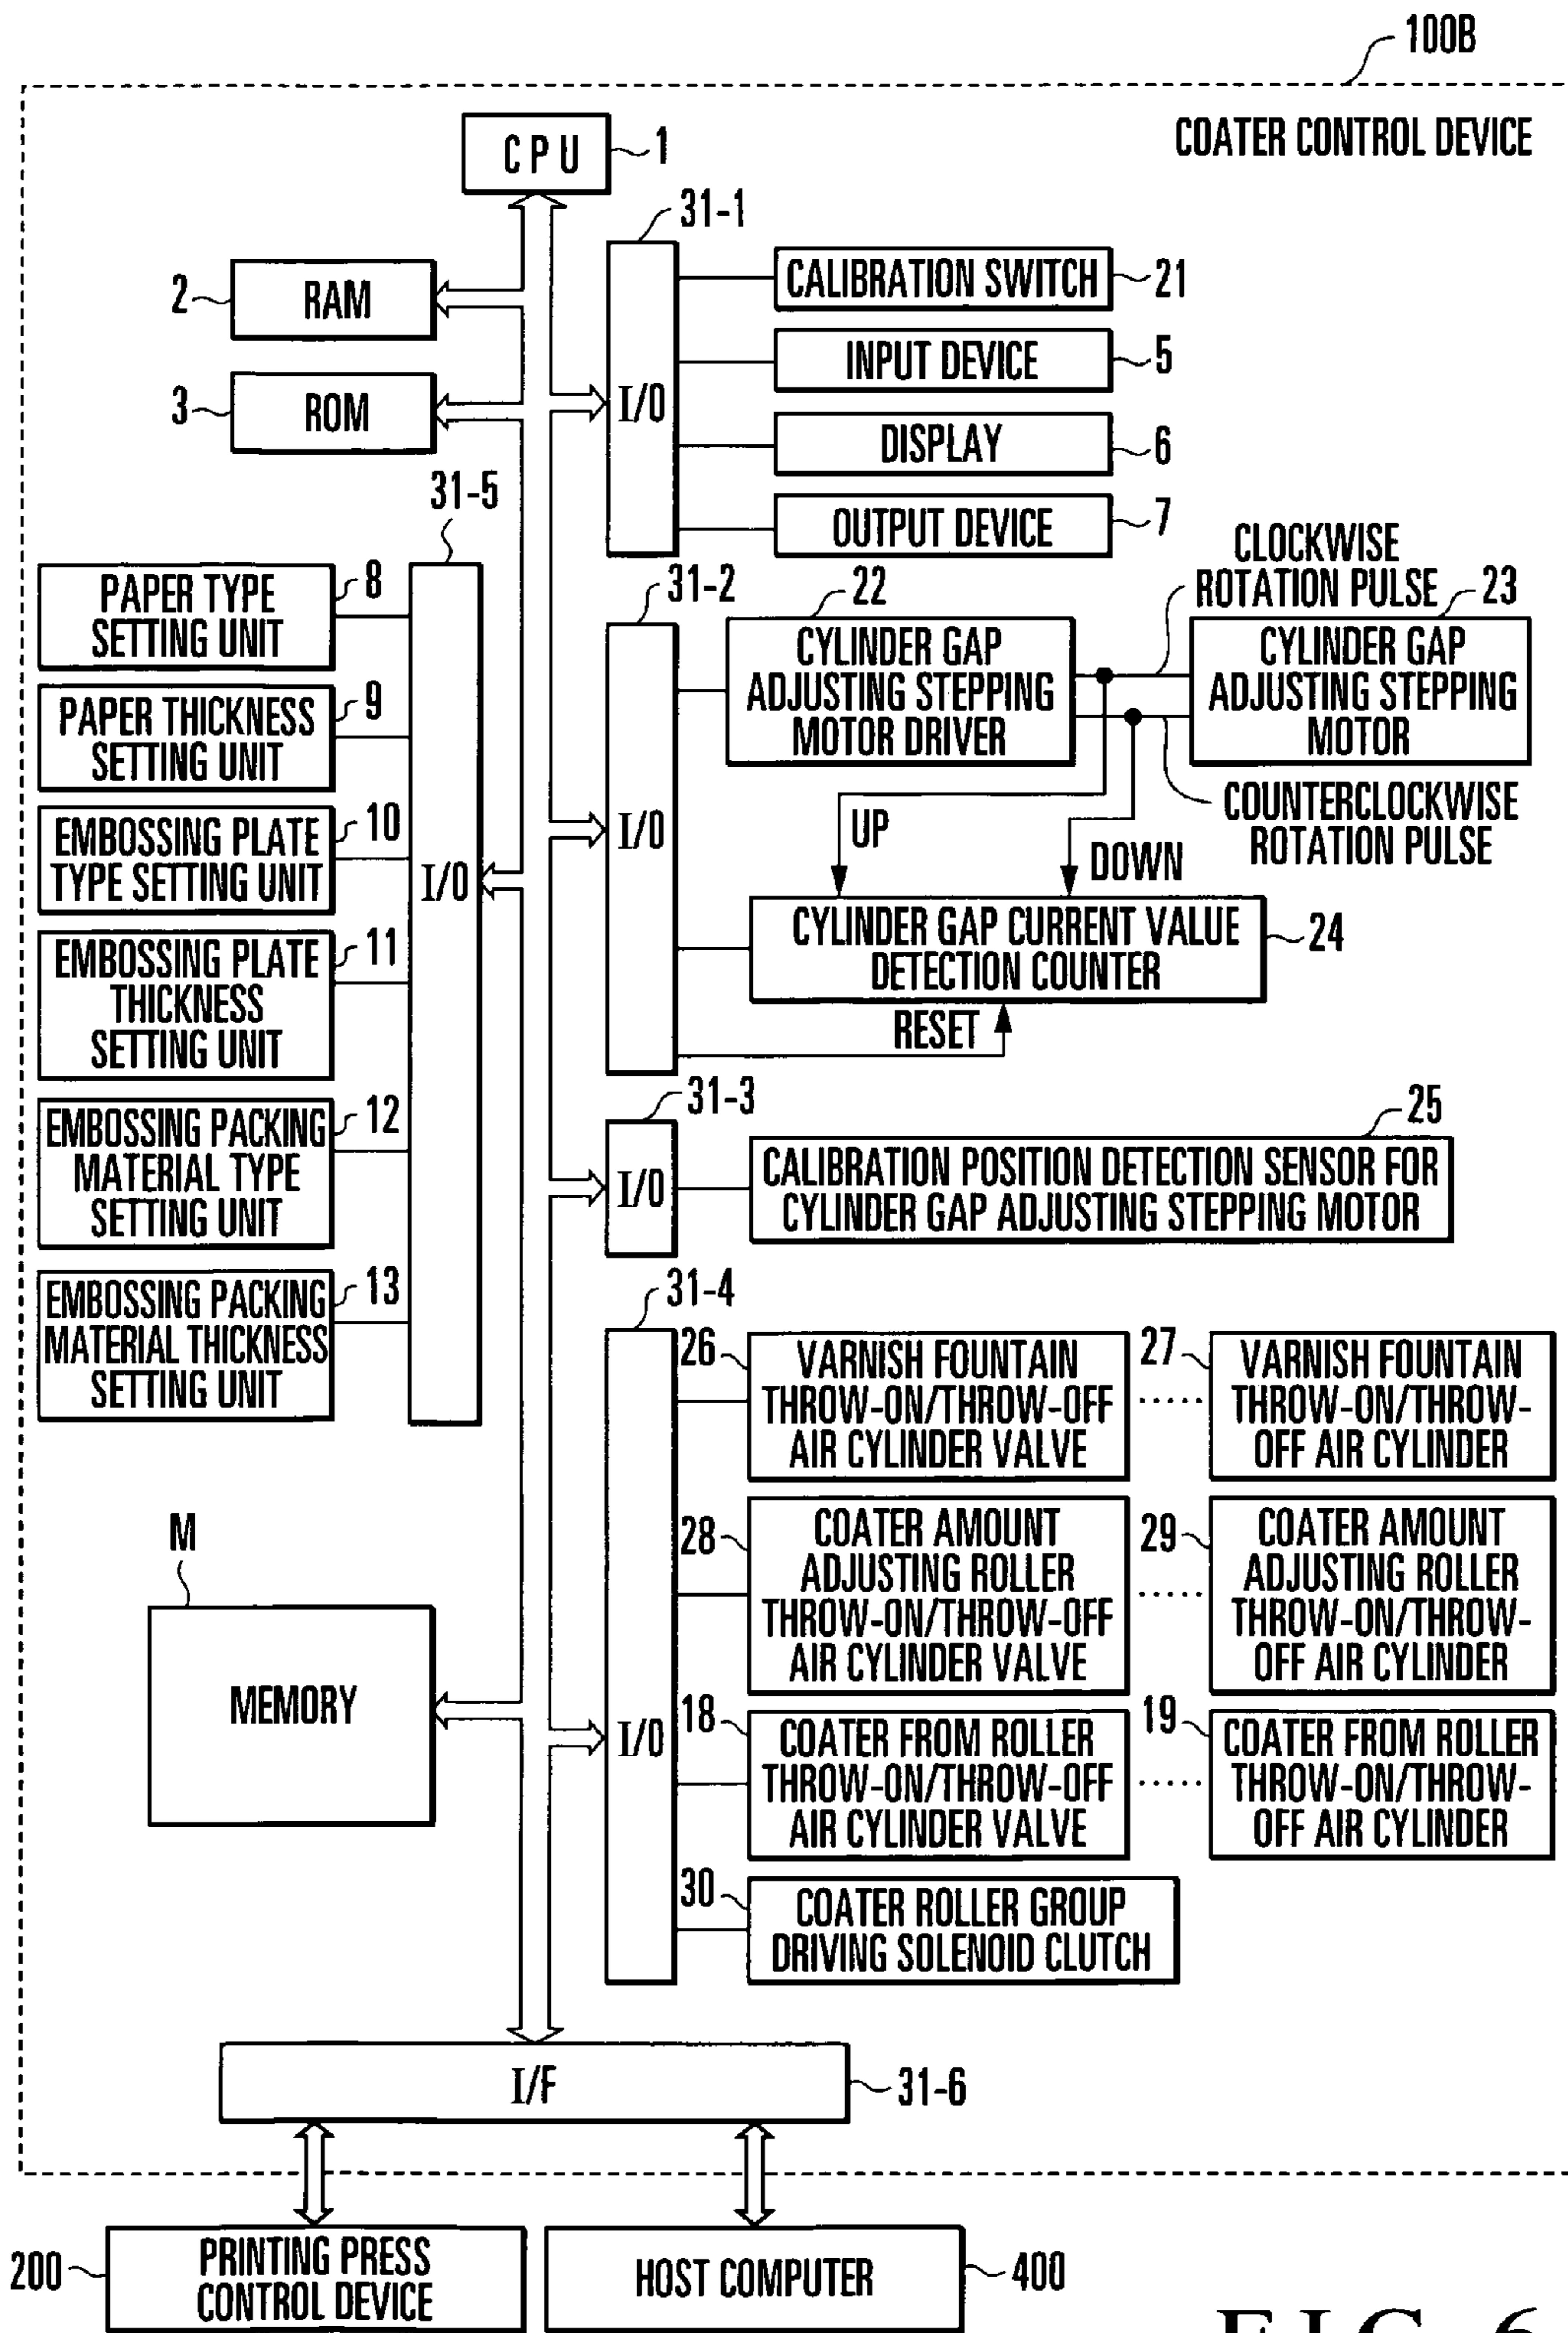 100B
COATER CONTROL DEVICE
CPU
1
31-1
2
RAM
CALIBRATION SWITCH
21
INPUT DEVICE
5
3
ROM
I/O
DISPLAY
6
OUTPUT DEVICE
7
31-5
PAPER TYPE
SETTING UNIT
8
PAPER THICKNESS
SETTING UNIT
9
EMBOSSING PLATE
TYPE SETTING UNIT
10
I/O
EMBOSSING PLATE
THICKNESS
SETTING UNIT
11
EMBOSSING PACKING
MATERIAL TYPE
SETTING UNIT
12
EMBOSSING PACKING
MATERIAL THICKNESS
SETTING UNIT
13
31-2
I/O
22
CYLINDER GAP
ADJUSTING STEPPING
MOTOR DRIVER
CLOCKWISE
ROTATION PULSE
23
CYLINDER GAP
ADJUSTING STEPPING
MOTOR
COUNTERCLOCKWISE
ROTATION PULSE
UP
DOWN
CYLINDER GAP CURRENT VALUE
DETECTION COUNTER
24
RESET
31-3
I/O
25
CALIBRATION POSITION DETECTION SENSOR FOR
CYLINDER GAP ADJUSTING STEPPING MOTOR
31-4
I/O
26
VARNISH FOUNTAIN
THROW-ON/THROW-OFF
AIR CYLINDER VALVE
27
VARNISH FOUNTAIN
THROW-ON/THROW-
OFF AIR CYLINDER
28
COATER AMOUNT
ADJUSTING ROLLER
THROW-ON/THROW-OFF
AIR CYLINDER VALVE
29
COATER AMOUNT
ADJUSTING ROLLER
THROW-ON/THROW-
OFF AIR CYLINDER
18
COATER FROM ROLLER
THROW-ON/THROW-OFF
AIR CYLINDER VALVE
19
COATER FROM ROLLER
THROW-ON/THROW-
OFF AIR CYLINDER
30
COATER ROLLER GROUP
DRIVING SOLENOID CLUTCH
M
MEMORY
I/F
31-6
200
PRINTING PRESS
CONTROL DEVICE
HOST COMPUTER
400
FIG. 6